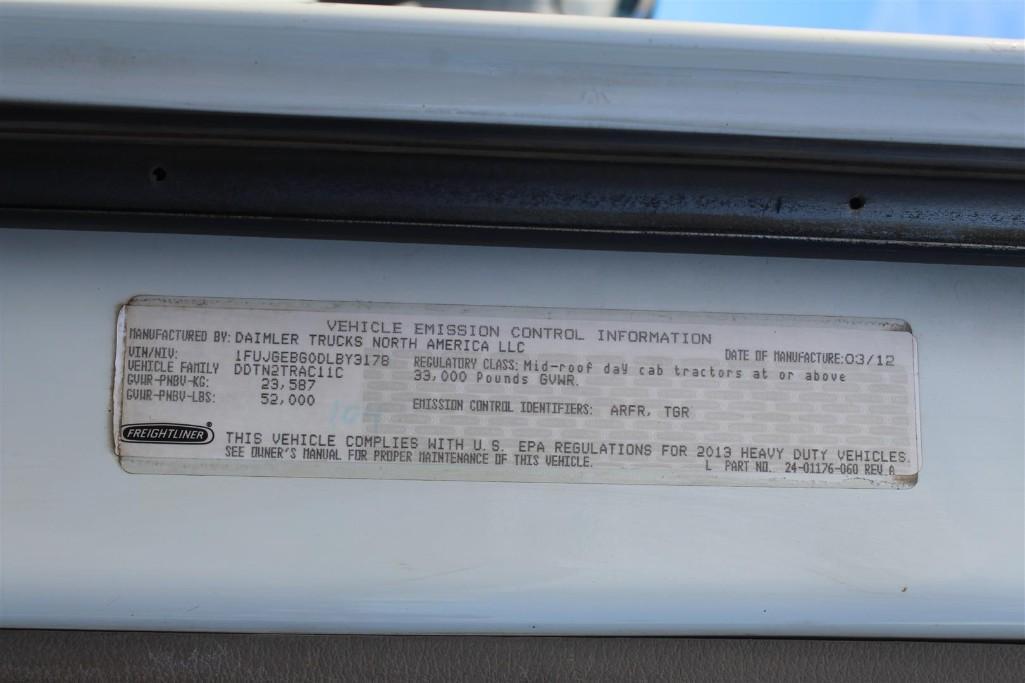 VEHICLE EMISSION CONTROL INFORMATION
MANUFACTURED BY: DAIMLER TRUCKS NORTH AMERICA LLC DATE OF MANUFACTURE: 03/12
VIN/NIV: 1FUJGEBG0DLBY3178 REGULATORY CLASS: Mid-roof day cab tractors at or above
VEHICLE FAMILY DDTN2TRAC11C 33,000 Pounds GVWR.
GVWR-PNBV-KG: 23,587
GVWR-PNBV-LBS: 52,000 EMISSION CONTROL IDENTIFIERS: ARFR, TGR
FREIGHTLINER
THIS VEHICLE COMPLIES WITH U.S. EPA REGULATIONS FOR 2013 HEAVY DUTY VEHICLES.
SEE OWNER'S MANUAL FOR PROPER MAINTENANCE OF THIS VEHICLE. L PART NO. 24-01176-060 REV A